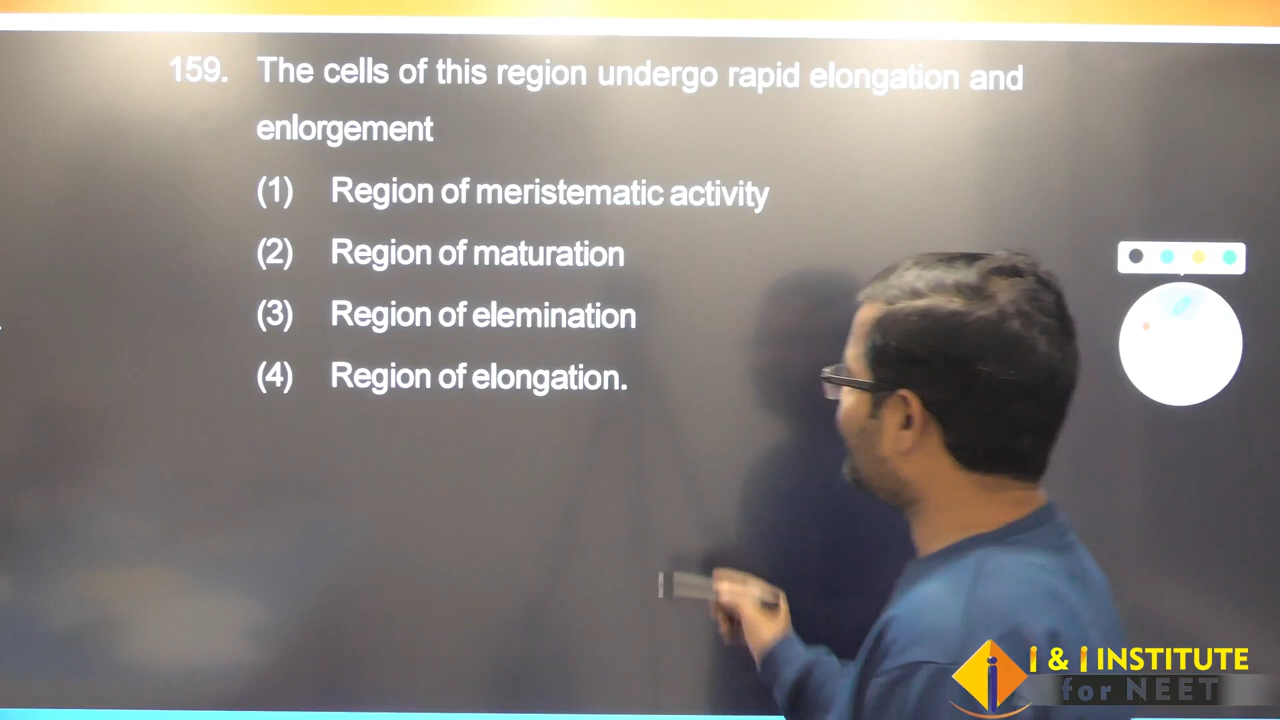 159. The cells of this region undergo rapid elongation and
enlorgement
(1) Region of meristematic activity
(2) Region of maturation
(3) Region of elemination
(4) Region of elongation.
i & i INSTITUTE
for NEET